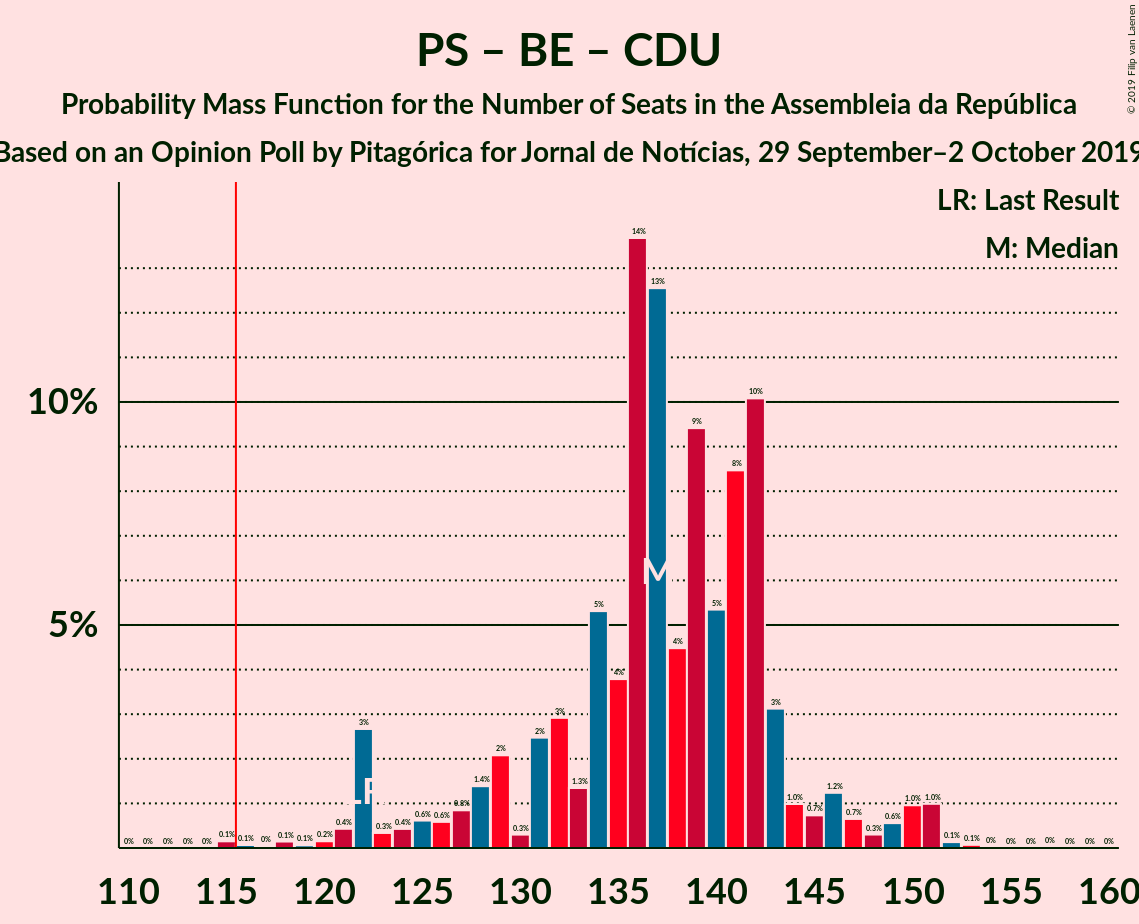 PS – BE – CDU
Probability Mass Function for the Number of Seats in the Assembleia da República
Based on an Opinion Poll by Pitagórica for Jornal de Notícias, 29 September–2 October 2019
© 2019 Filip van Laenen
LR: Last Result
M: Median
10%
5%
0% 0% 0% 0% 0% 0.1% 0.1% 0% 0.1% 0.1% 0.2% 0.4% 3% 0.3% 0.4% 0.6% 0.6% 0.8% 1.4% 2% 0.3% 2% 3% 1.3% 5% 4% 14% 13% 4% 9% 5% 8% 10% 3% 1.0% 0.7% 1.2% 0.7% 0.3% 0.6% 1.0% 1.0% 0.1% 0.1% 0% 0% 0% 0% 0% 0% 0%
M
LR
110 115 120 125 130 135 140 145 150 155 160